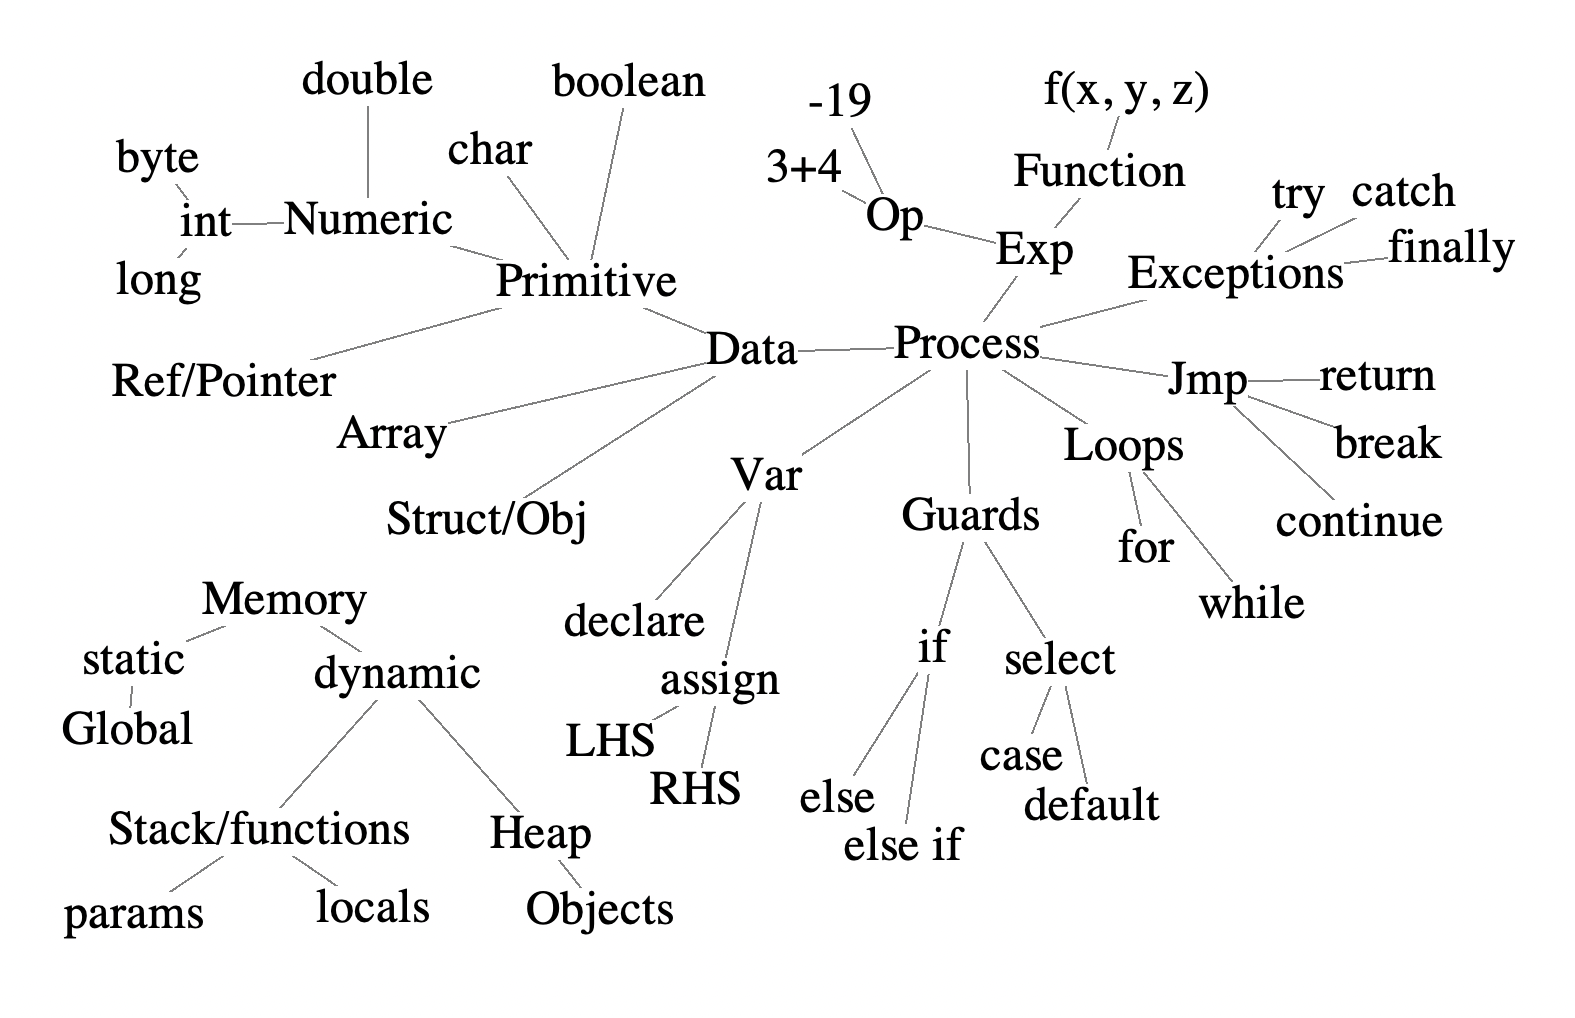 double
boolean
-19
f(x, y, z)
byte
char
3+4
Function
try
catch
int
Numeric
Op
Exp
finally
long
Primitive
Exceptions
Data
Process
Ref/Pointer
Jmp
return
Array
Var
Loops
break
Struct/Obj
Guards
for
continue
Memory
declare
while
static
dynamic
assign
if
select
Global
LHS
RHS
case
else
default
Stack/functions
Heap
else if
params
locals
Objects